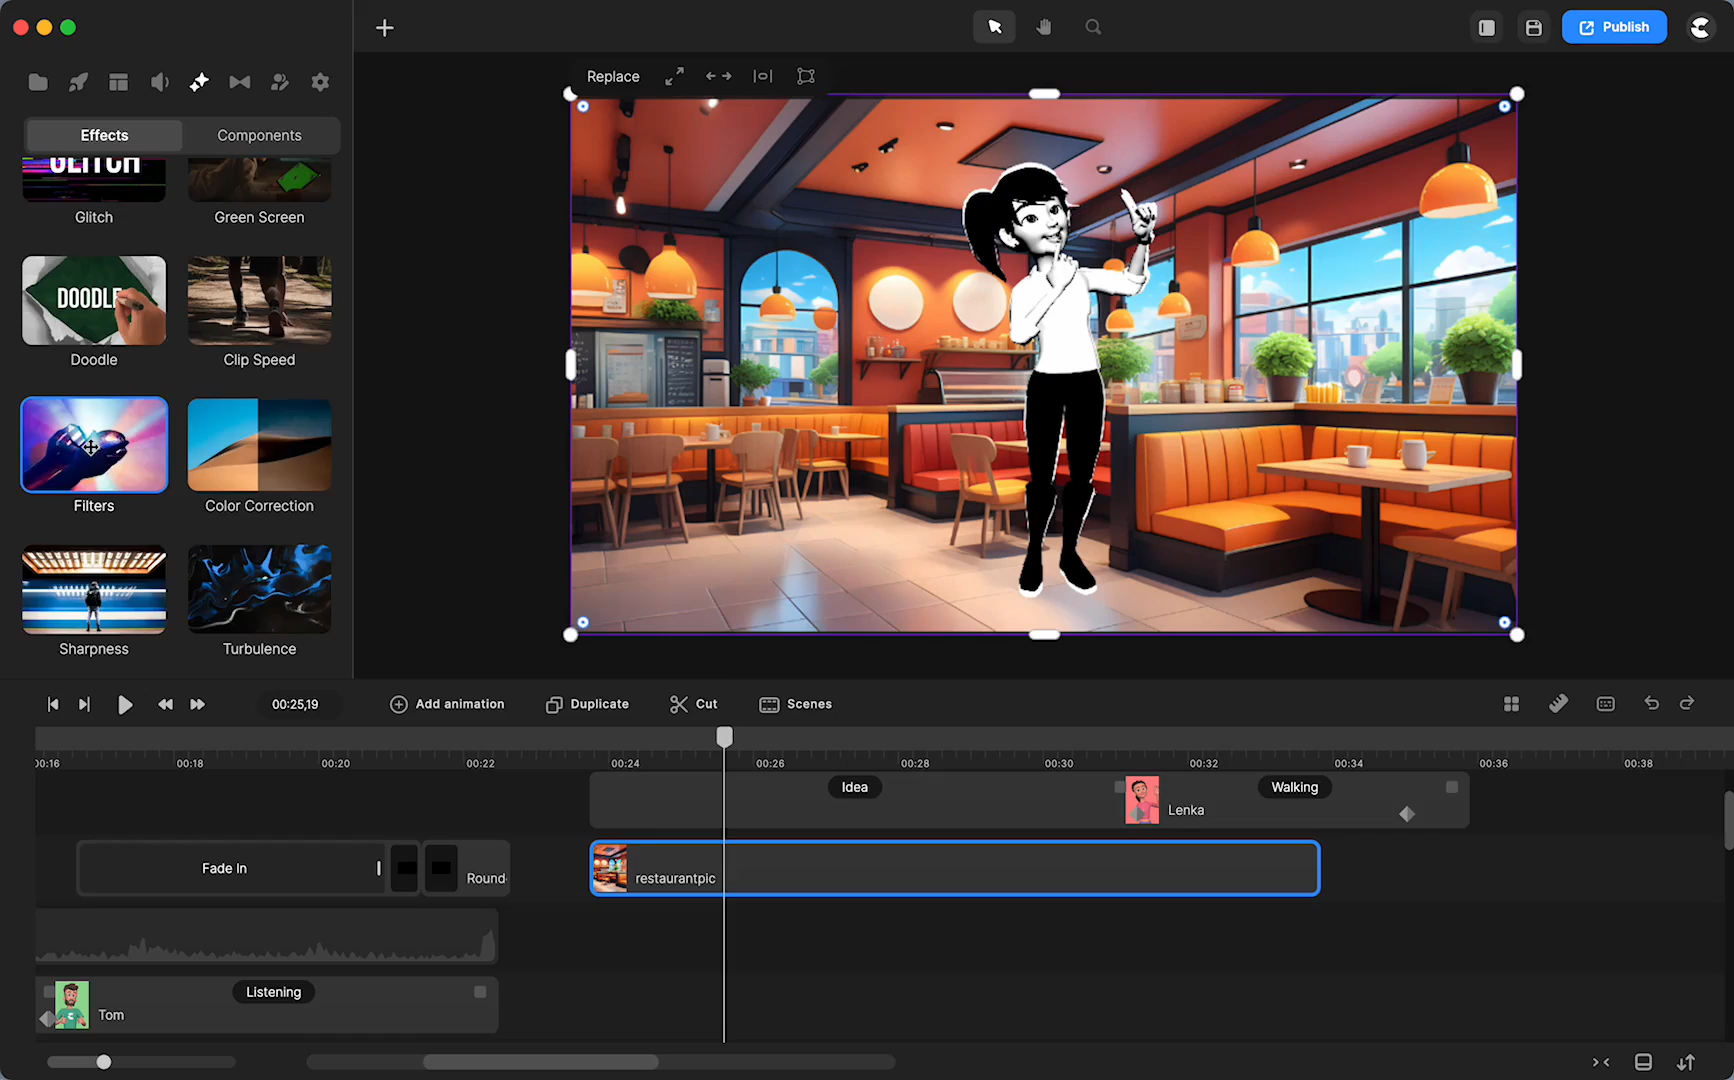 Publish
Replace
Effects
Components
GLITCH
Glitch
Green Screen
DOODLE
Doodle
Clip Speed
Filters
Color Correction
Sharpness
Turbulence
00:25,19
Add animation
Duplicate
Cut
Scenes
00:16
00:18
00:20
00:22
00:24
00:26
00:28
00:30
00:32
00:34
00:36
00:38
Idea
Walking
Lenka
Fade In
Round
restaurantpic
Listening
Tom